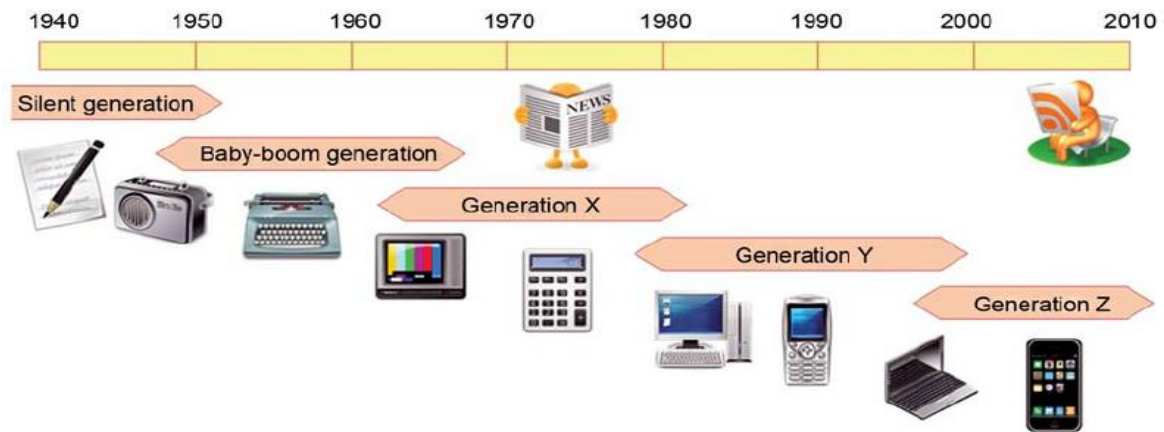 1940 1950 1960 1970 1980 1990 2000 2010
Silent generation
NEWS
Baby-boom generation
Generation X
Generation Y
Generation Z